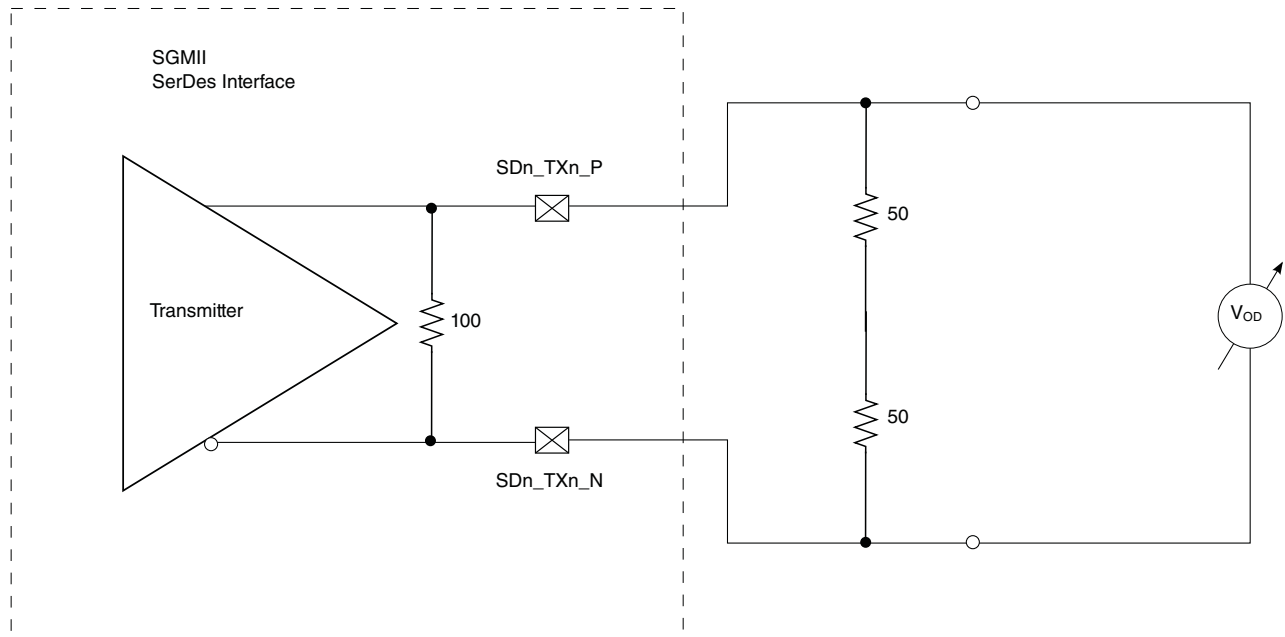 SGMII
SerDes Interface
SDn_TXn_P
50
Transmitter
100
VOD
50
SDn_TXn_N